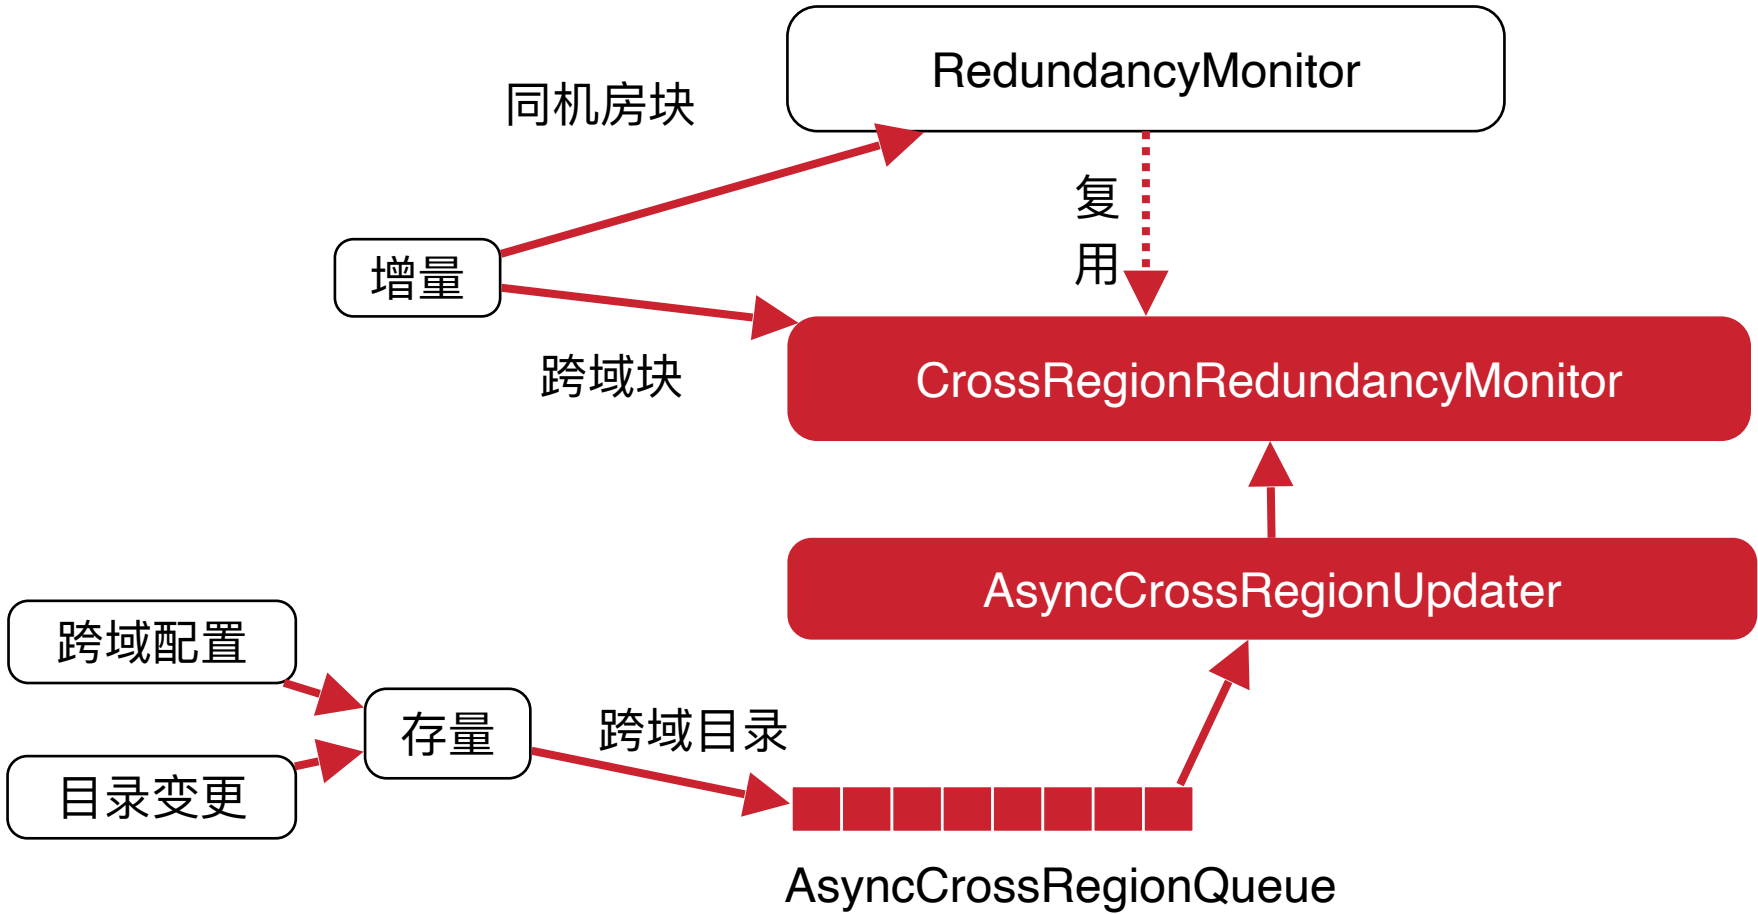 RedundancyMonitor
同机房块
复
用
增量
跨域块
CrossRegionRedundancyMonitor
AsyncCrossRegionUpdater
跨域配置
存量
跨域目录
目录变更
AsyncCrossRegionQueue